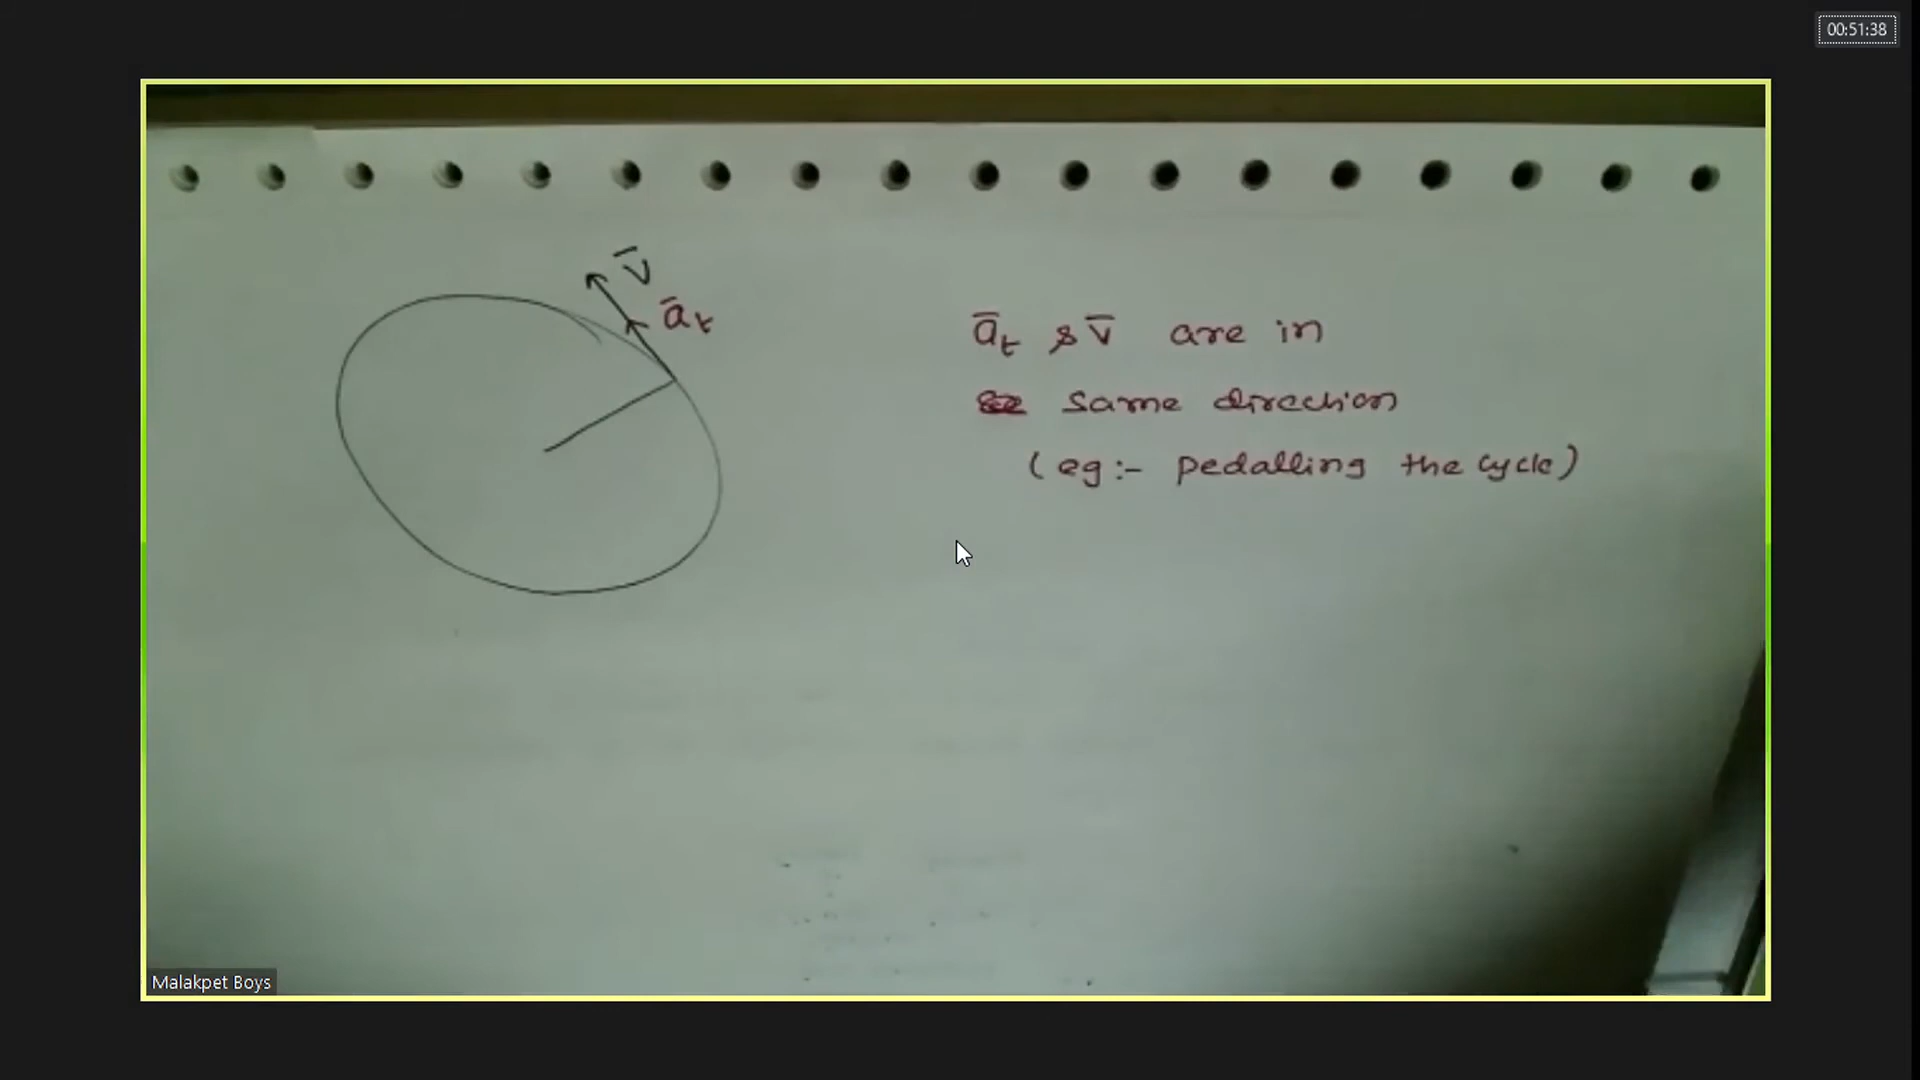 00:51:38
v̄
āₜ
āₜ & v̄ are in
same direction
(eg:- pedalling the cycle)
Malakpet Boys